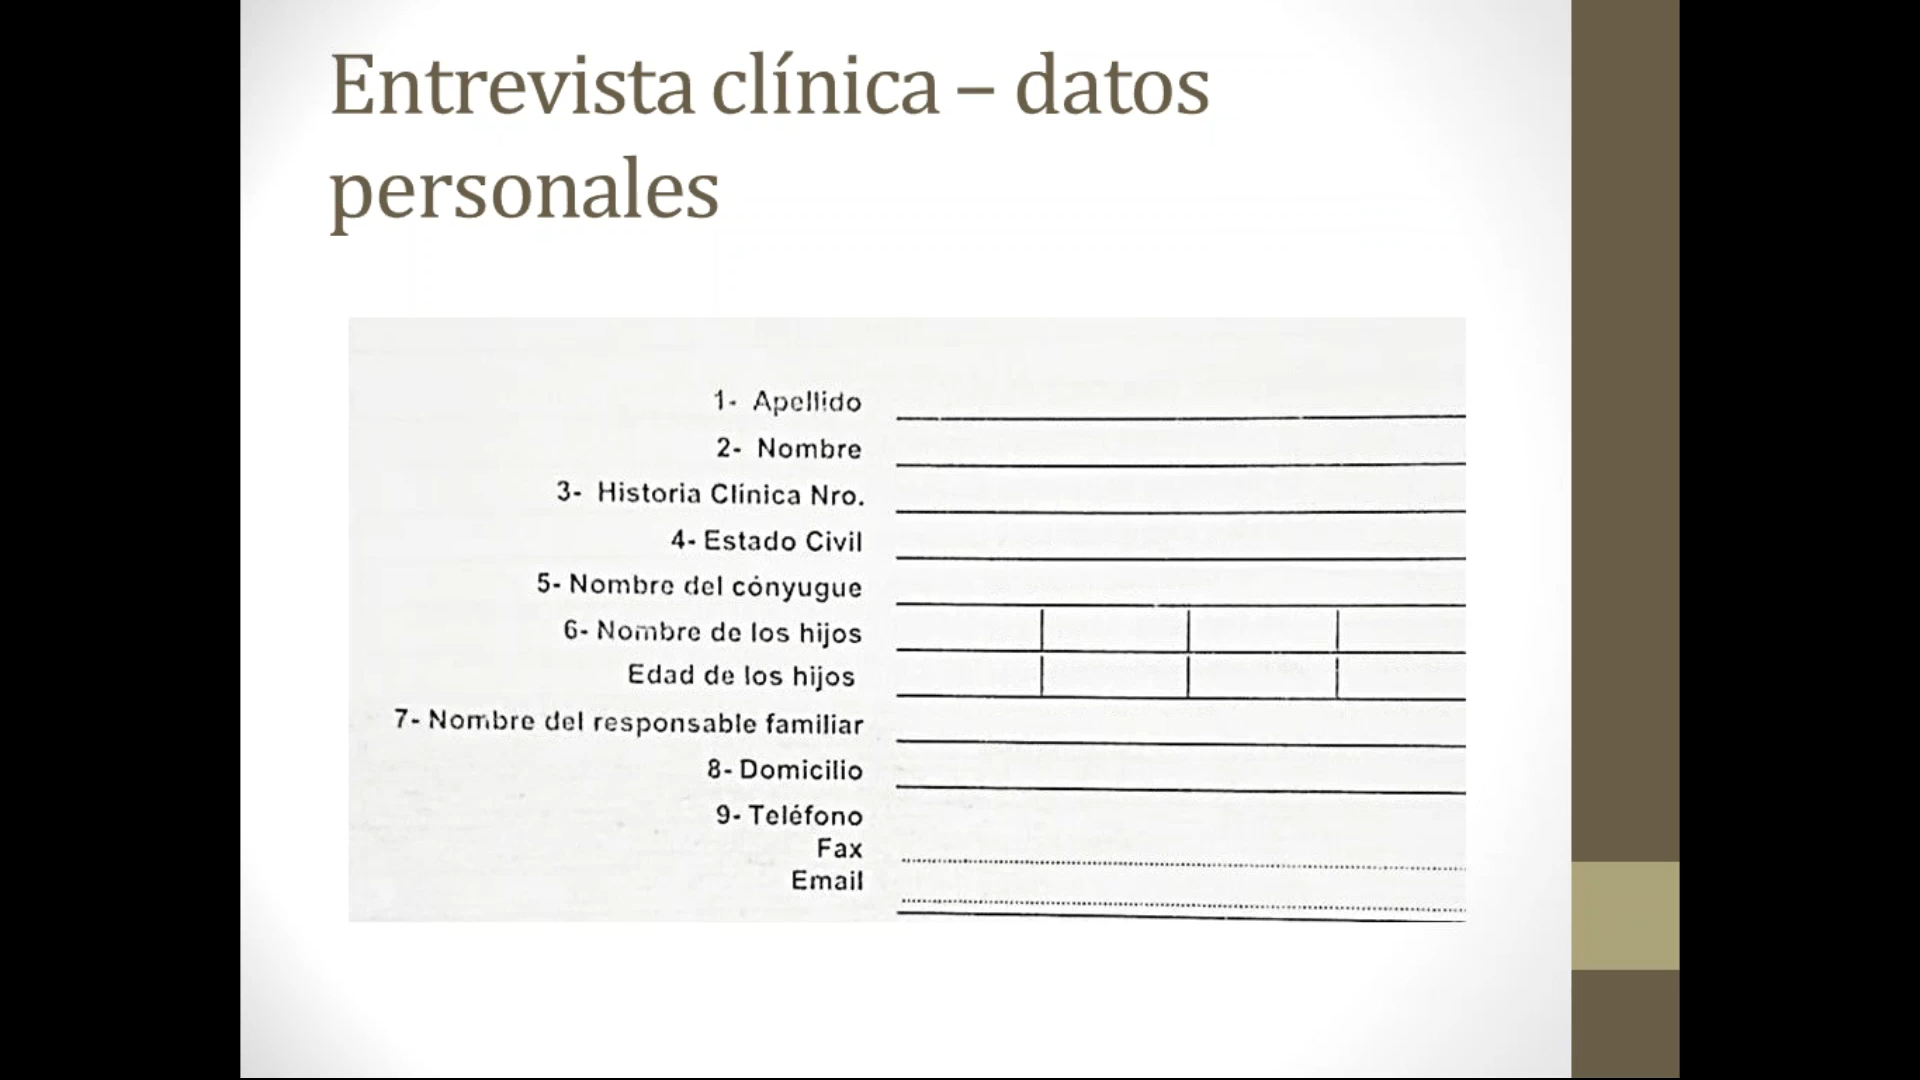 Entrevista clínica – datos
personales
1- Apellido
2- Nombre
3- Historia Clínica Nro.
4- Estado Civil
5- Nombre del cónyugue
6- Nombre de los hijos
Edad de los hijos
7- Nombre del responsable familiar
8- Domicilio
9- Teléfono
Fax
Email